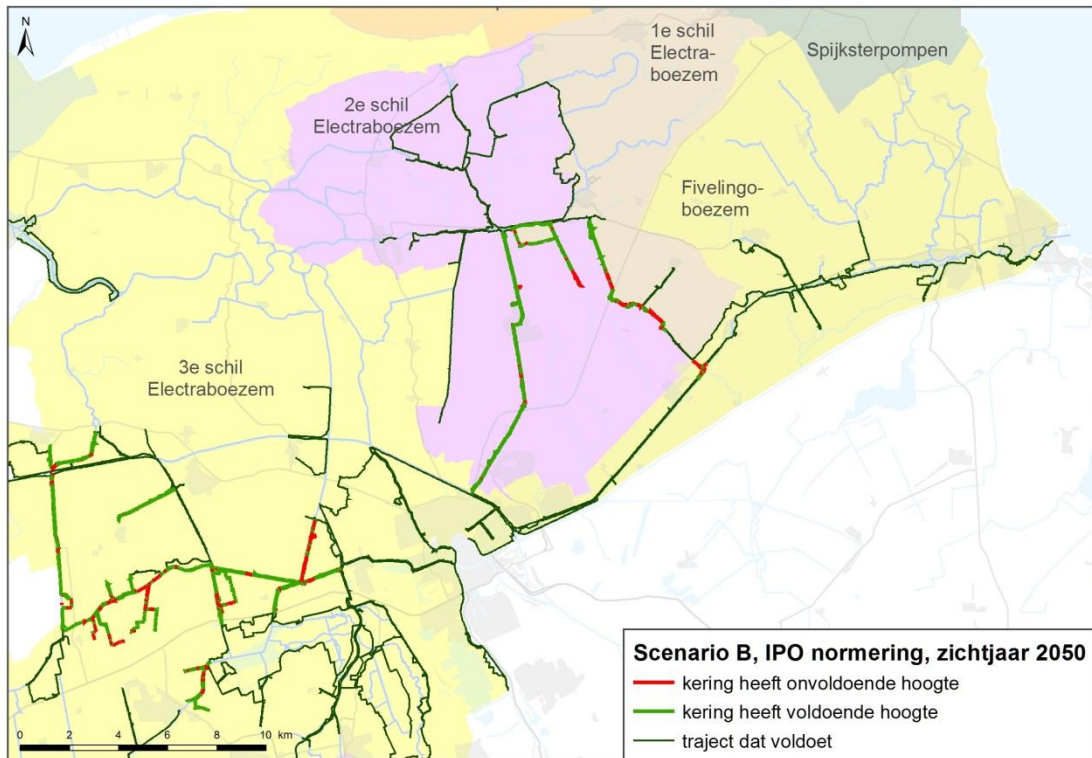 N
1e schil
Electra-
boezem
Spijksterpompen
2e schil
Electraboezem
Fivelingo-
boezem
3e schil
Electraboezem
Scenario B, IPO normering, zichtjaar 2050
kering heeft onvoldoende hoogte
kering heeft voldoende hoogte
traject dat voldoet
0 2 4 6 8 10 km